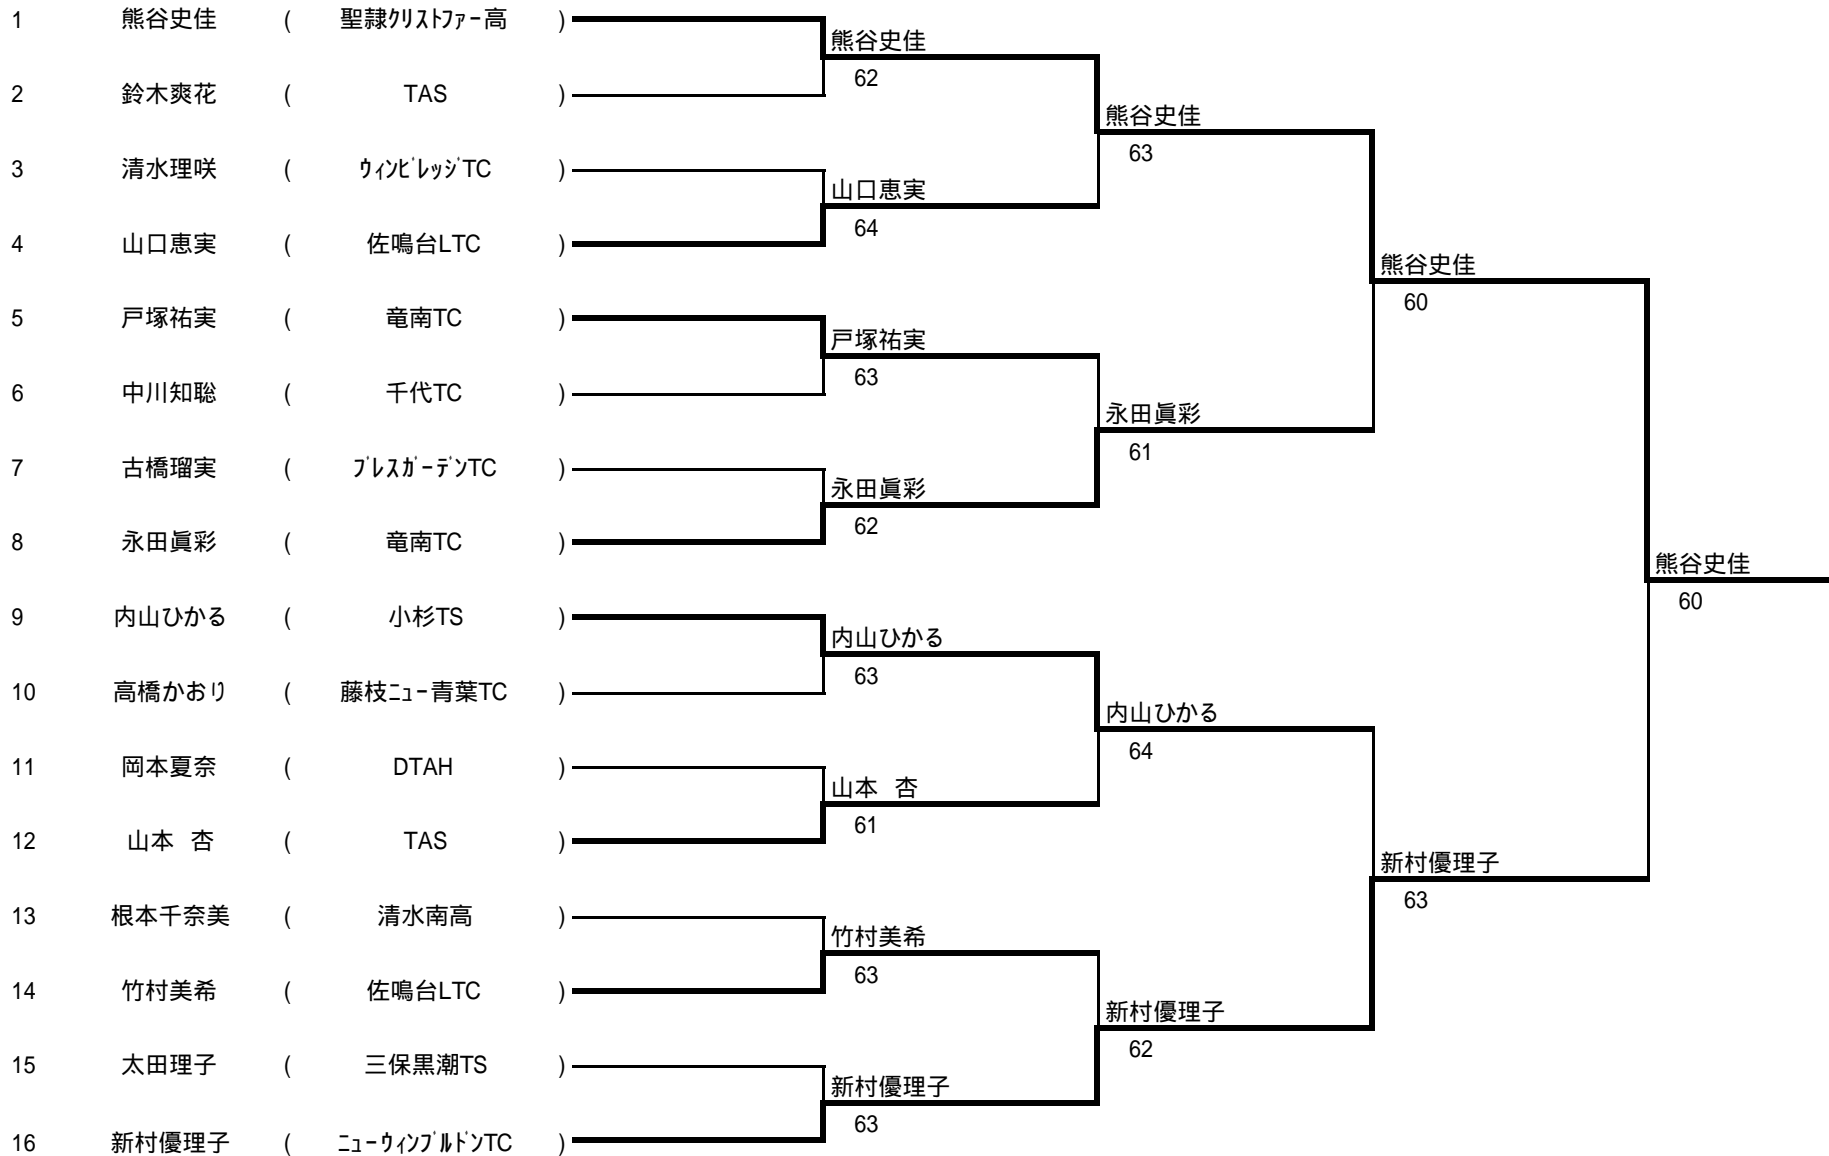 1 熊谷史佳 ( 聖隷クリストファー高 )
熊谷史佳
62
2 鈴木爽花 ( TAS )
熊谷史佳
63
3 清水理咲 ( ウィンビレッジTC )
山口恵実
64
4 山口恵実 ( 佐鳴台LTC )
熊谷史佳
60
5 戸塚祐実 ( 竜南TC )
戸塚祐実
63
6 中川知聡 ( 千代TC )
永田眞彩
61
7 古橋瑠実 ( ブレスガーデンTC )
永田眞彩
62
8 永田眞彩 ( 竜南TC )
熊谷史佳
60
9 内山ひかる ( 小杉TS )
内山ひかる
63
10 高橋かおり ( 藤枝ニュー青葉TC )
内山ひかる
64
11 岡本夏奈 ( DTAH )
山本 杏
61
12 山本 杏 ( TAS )
新村優理子
63
13 根本千奈美 ( 清水南高 )
竹村美希
63
14 竹村美希 ( 佐鳴台LTC )
新村優理子
62
15 太田理子 ( 三保黒潮TS )
新村優理子
63
16 新村優理子 ( ニューウィンブルドンTC )